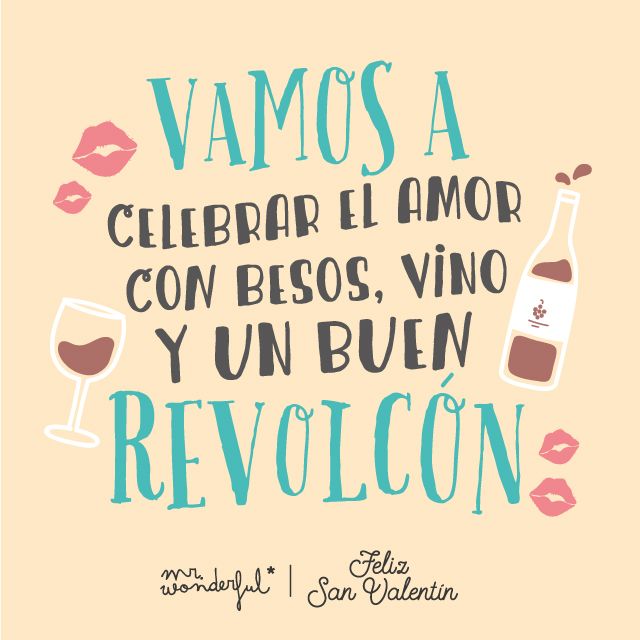 VAMOS A
CELEBRAR EL AMOR
CON BESOS, VINO
Y UN BUEN
REVOLCÓN
mr. wonderful* | Feliz San Valentín